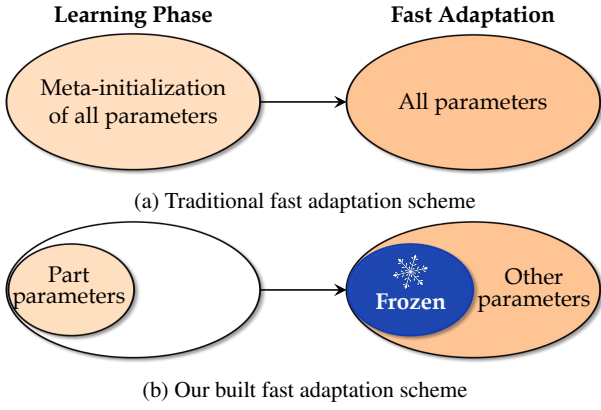 Learning Phase
Fast Adaptation
Meta-initialization
of all parameters
All parameters
(a) Traditional fast adaptation scheme
Part
parameters
Frozen
Other
parameters
(b) Our built fast adaptation scheme